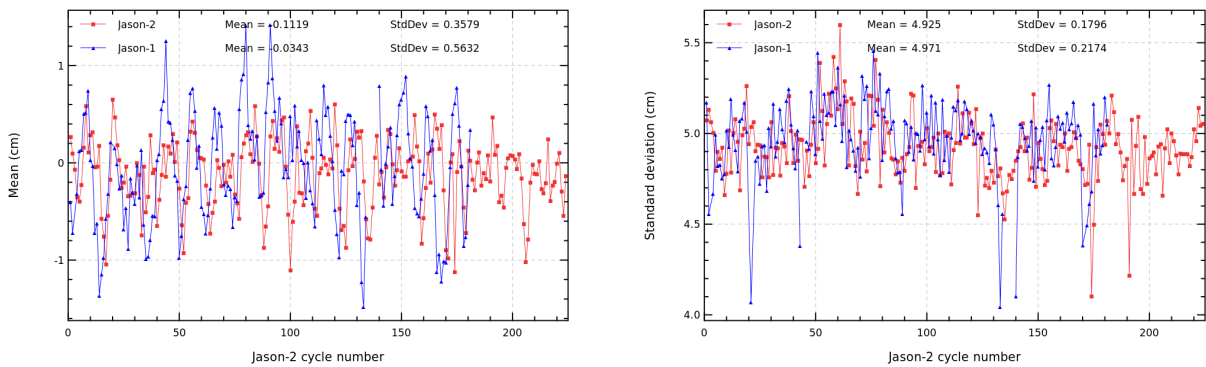 Jason-2 Mean = -0.1119 StdDev = 0.3579
Jason-1 Mean = -0.0343 StdDev = 0.5632
1
0
-1
Mean (cm)
0 50 100 150 200
Jason-2 cycle number
Jason-2 Mean = 4.925 StdDev = 0.1796
Jason-1 Mean = 4.971 StdDev = 0.2174
5.5
5.0
4.5
4.0
Standard deviation (cm)
0 50 100 150 200
Jason-2 cycle number